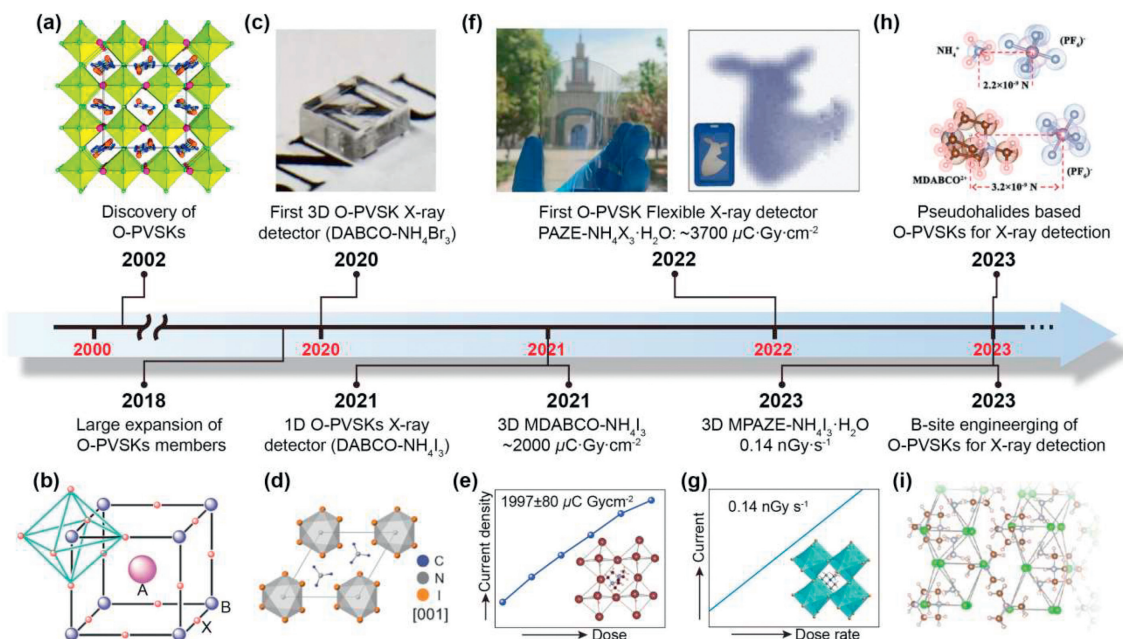 (a)
(c)
(f)
(h)
NH₄⁺
(PF₆)⁻
2.2×10⁻⁹ N
MDABCO²⁺
(PF₆)⁻
3.2×10⁻⁹ N
Discovery of
O-PVSKs
2002
First 3D O-PVSK X-ray
detector (DABCO-NH₄Br₃)
2020
First O-PVSK Flexible X-ray detector
PAZE-NH₄X₃·H₂O: ~3700 µC·Gy·cm⁻²
2022
Pseudohalides based
O-PVSKs for X-ray detection
2023
2000
2020
2021
2022
2023
2018
Large expansion of
O-PVSKs members
2021
1D O-PVSKs X-ray
detector (DABCO-NH₄I₃)
2021
3D MDABCO-NH₄I₃
~2000 µC·Gy·cm⁻²
2023
3D MPAZE-NH₄I₃·H₂O
0.14 nGy·s⁻¹
2023
B-site engineerging of
O-PVSKs for X-ray detection
(b)
A
B
X
(d)
C
N
I
[001]
(e)
1997±80 µC Gycm⁻²
Current density
Dose
(g)
0.14 nGy s⁻¹
Current
Dose rate
(i)